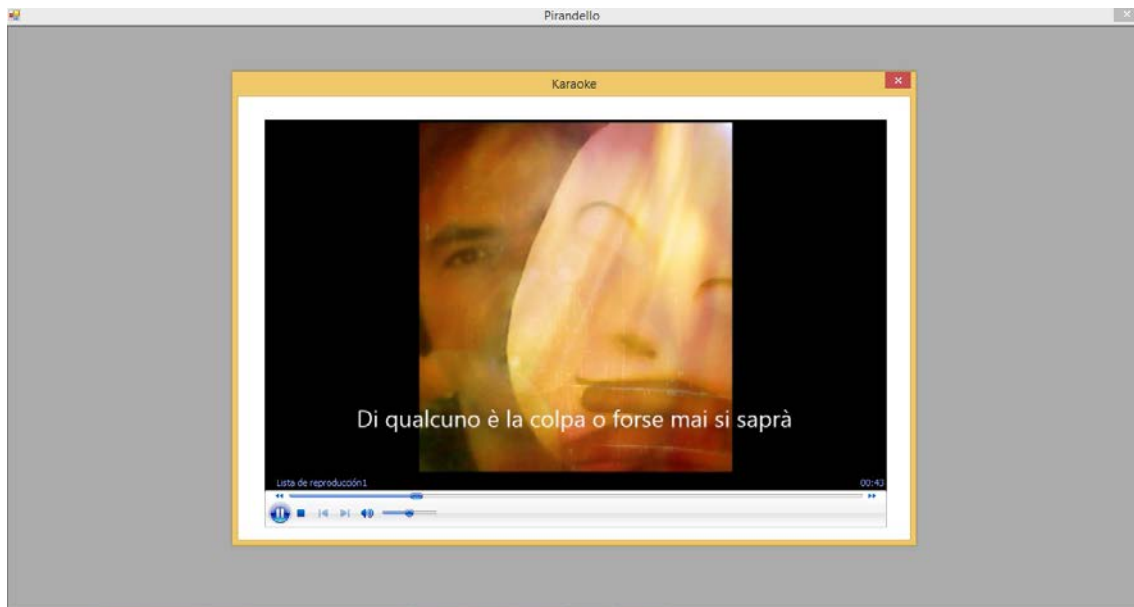 Pirandello
Karaoke
Di qualcuno è la colpa o forse mai si saprà
Lista de reproducción1
00:43